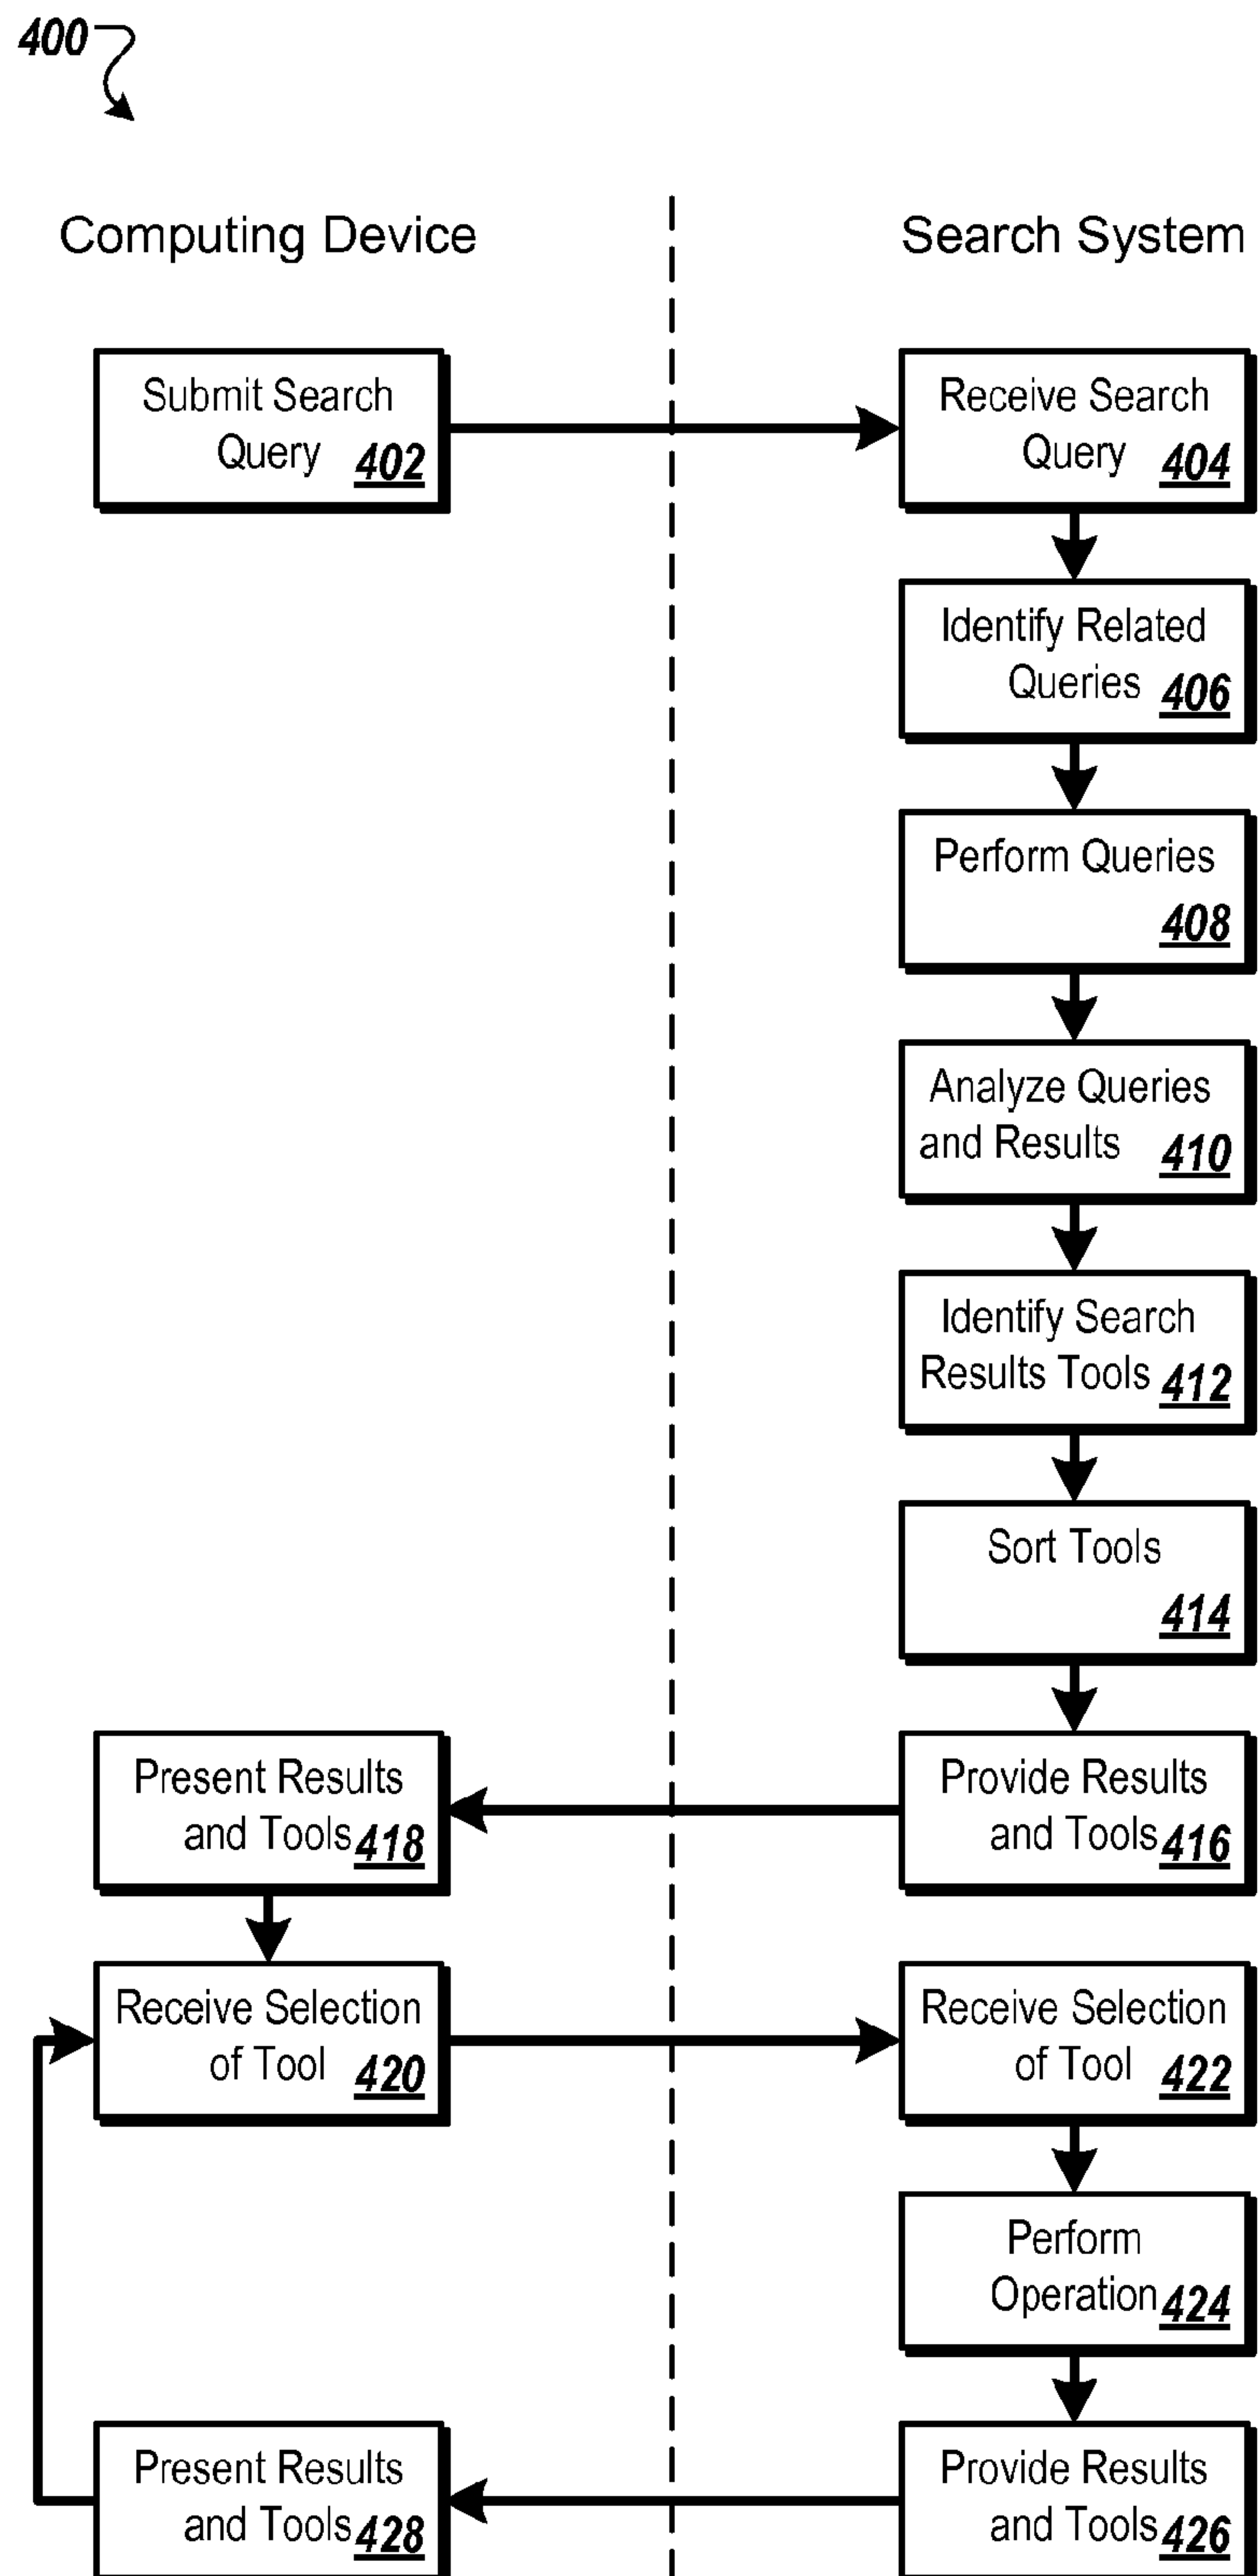 400
Computing Device
Search System
Submit Search
Query 402
Receive Search
Query 404
Identify Related
Queries 406
Perform Queries
408
Analyze Queries
and Results 410
Identify Search
Results Tools 412
Sort Tools
414
Present Results
and Tools 418
Provide Results
and Tools 416
Receive Selection
of Tool 420
Receive Selection
of Tool 422
Perform
Operation 424
Present Results
and Tools 428
Provide Results
and Tools 426